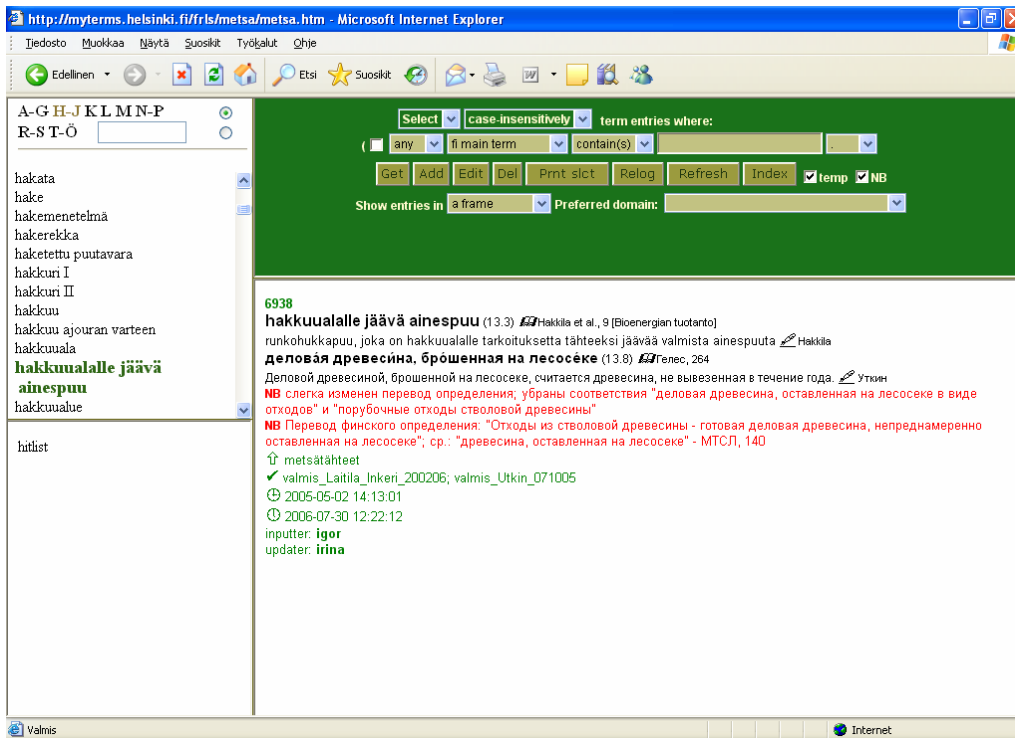 http://myterms.helsinki.fi/frls/metsa/metsa.htm - Microsoft Internet Explorer
Tiedosto Muokkaa Näytä Suosikit Työkalut Ohje
Edellinen Etsi Suosikit
A-G H-J K L M N-P
R-S T-Ö
hakata
hake
hakemenetelmä
hakerekka
haketettu puutavara
hakkuri I
hakkuri II
hakkuu
hakkuu ajouran varteen
hakkuuala
hakkuualalle jäävä
ainespuu
hakkuualue
hitlist
Select case-insensitively term entries where:
( any fi main term contain(s) .
Get Add Edit Del Prnt slct Relog Refresh Index temp NB
Show entries in a frame Preferred domain:
6938
hakkuualalle jäävä ainespuu (13.3) Hakkila et al., 9 [Bioenergian tuotanto]
runkohukkapuu, joka on hakkuualalle tarkoituksetta tähteeksi jäävää valmista ainespuuta Hakkila
делова́я древеси́на, бро́шенная на лесосе́ке (13.8) Гелес, 264
Деловой древесиной, брошенной на лесосеке, считается древесина, не вывезенная в течение года. Уткин
NB слегка изменен перевод определения; убраны соответствия "деловая древесина, оставленная на лесосеке в виде
отходов" и "порубочные отходы стволовой древесины"
NB Перевод финского определения: "Отходы из стволовой древесины - готовая деловая древесина, непреднамеренно
оставленная на лесосеке"; ср.: "древесина, оставленная на лесосеке" - МТСЛ, 140
metsätähteet
valmis_Laitila_Inkeri_200206; valmis_Utkin_071005
2005-05-02 14:13:01
2006-07-30 12:22:12
inputter: igor
updater: irina
Valmis Internet